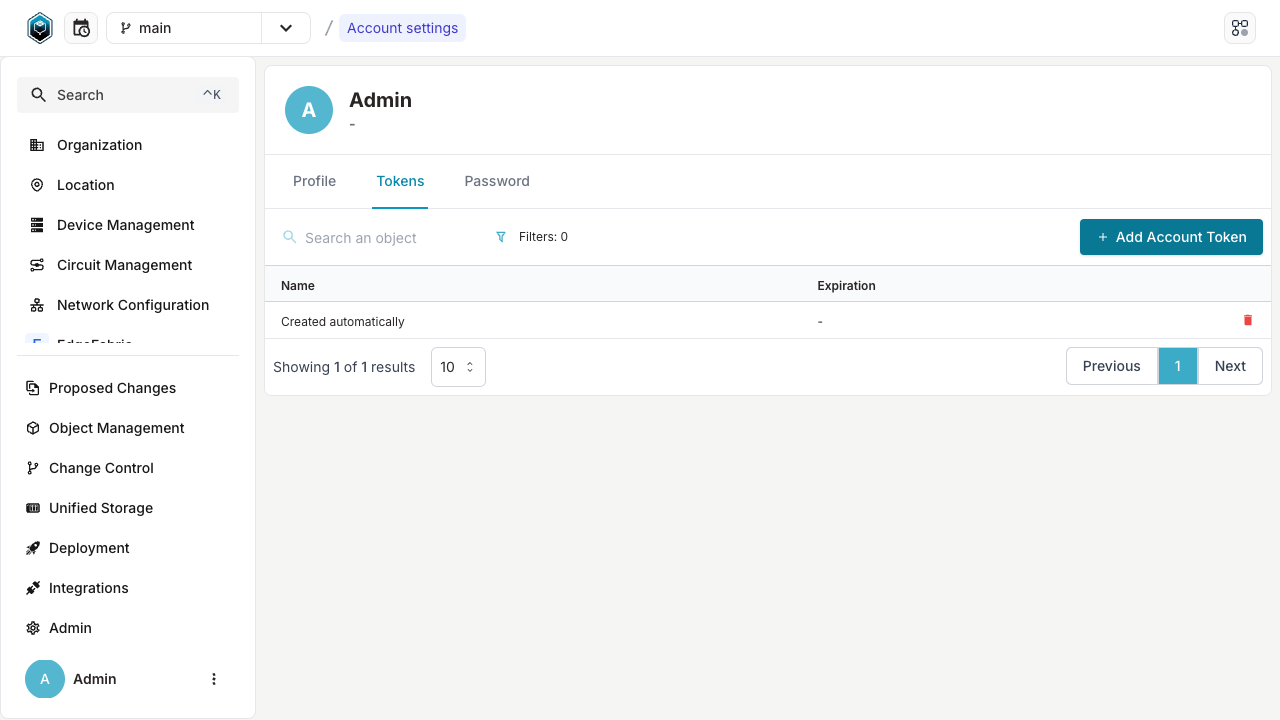 main
/
Account settings
Search
^K
Organization
Location
Device Management
Circuit Management
Network Configuration
EdgeFabric
Proposed Changes
Object Management
Change Control
Unified Storage
Deployment
Integrations
Admin
A
Admin
A
Admin
-
Profile
Tokens
Password
Search an object
Filters: 0
+ Add Account Token
Name
Expiration
Created automatically
-
Showing 1 of 1 results
10
Previous
1
Next